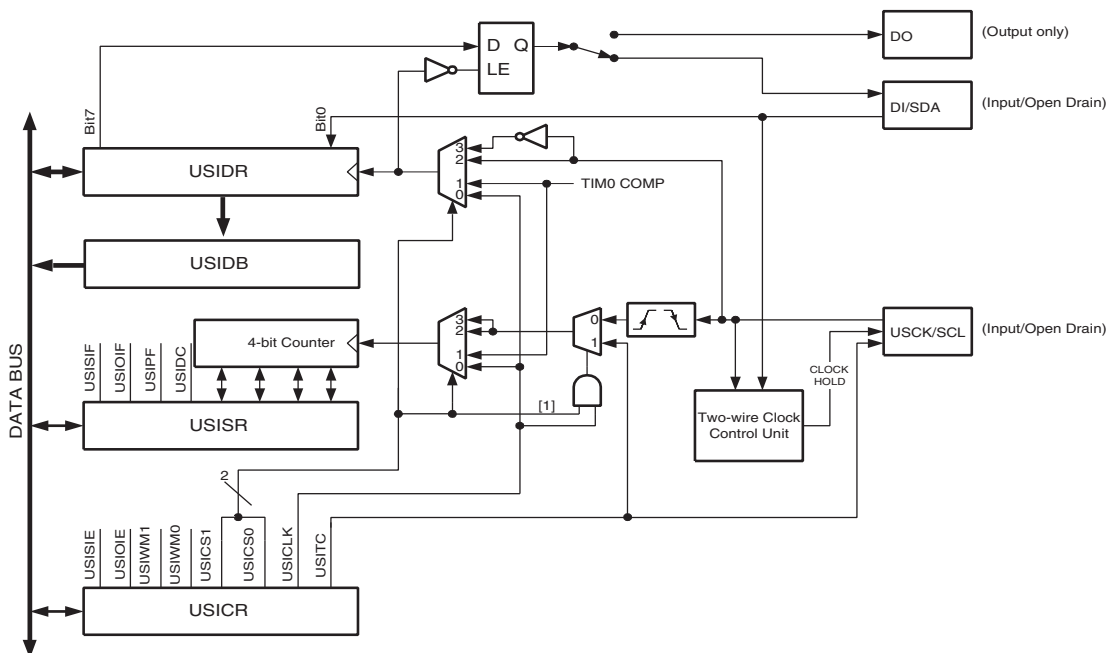 D Q
LE
DO
(Output only)
DI/SDA
(Input/Open Drain)
Bit7
Bit0
USIDR
3
2
1
0
TIM0 COMP
USIDB
DATA BUS
4-bit Counter
3
2
1
0
0
1
USCK/SCL
(Input/Open Drain)
CLOCK
HOLD
USISIF
USIOIF
USIPF
USIDC
[1]
USISR
Two-wire Clock
Control Unit
2
USISIE
USIOIE
USIWM1
USIWM0
USICS1
USICS0
USICLK
USITC
USICR